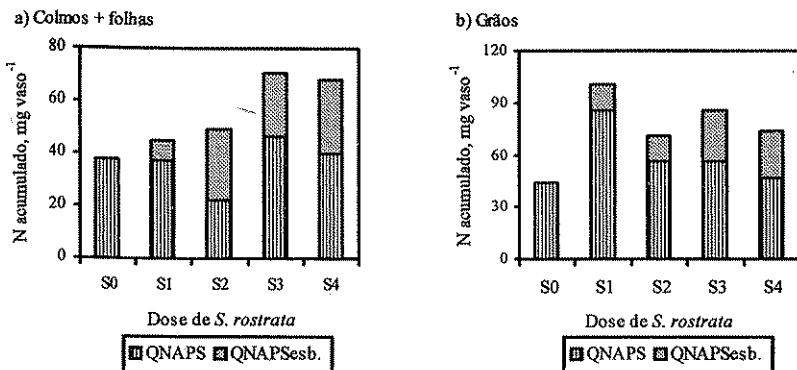 a) Colmos + folhas
N acumulado, mg vaso⁻¹
80
60
40
20
0
S0 S1 S2 S3 S4
Dose de S. rostrata
QNAPS QNAPSesb.
b) Grãos
N acumulado, mg vaso⁻¹
120
90
60
30
0
S0 S1 S2 S3 S4
Dose de S. rostrata
QNAPS QNAPSesb.